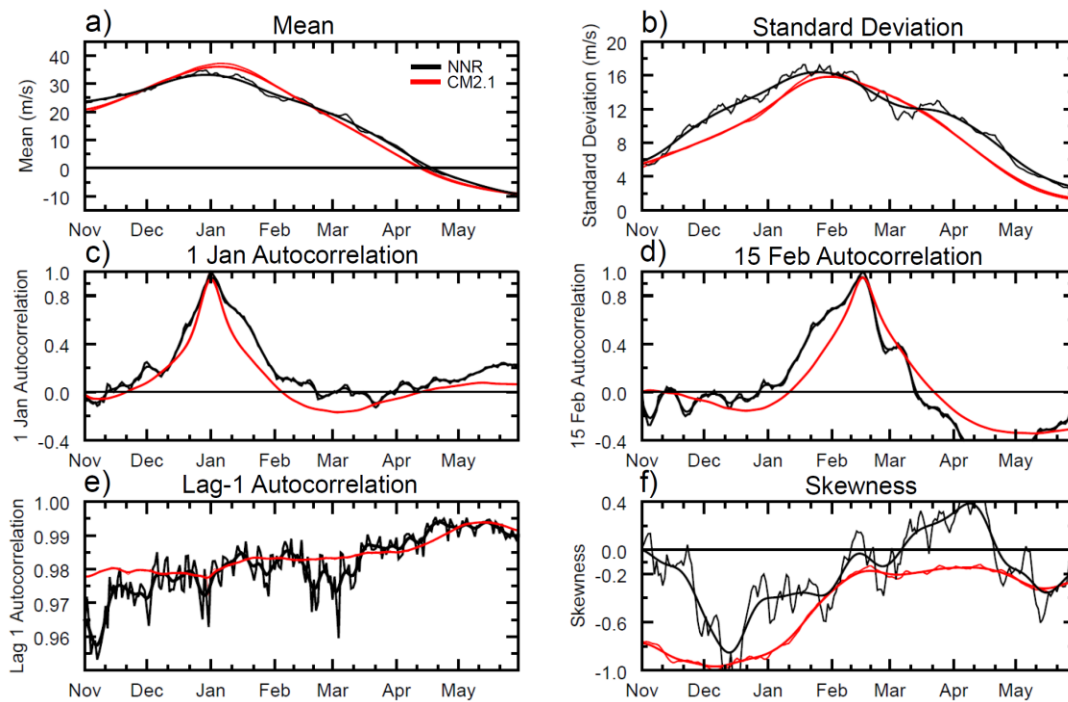 a) Mean
Mean (m/s)
40
30
20
10
0
-10
NNR
CM2.1
Nov Dec Jan Feb Mar Apr May
b) Standard Deviation
Standard Deviation (m/s)
20
16
12
8
4
0
Nov Dec Jan Feb Mar Apr May
c) 1 Jan Autocorrelation
1 Jan Autocorrelation
1.0
0.8
0.4
0.0
-0.4
Nov Dec Jan Feb Mar Apr May
d) 15 Feb Autocorrelation
15 Feb Autocorrelation
1.0
0.8
0.4
0.0
-0.4
Nov Dec Jan Feb Mar Apr May
e) Lag-1 Autocorrelation
Lag 1 Autocorrelation
1.00
0.99
0.98
0.97
0.96
Nov Dec Jan Feb Mar Apr May
f) Skewness
Skewness
0.4
0.0
-0.2
-0.6
-1.0
Nov Dec Jan Feb Mar Apr May